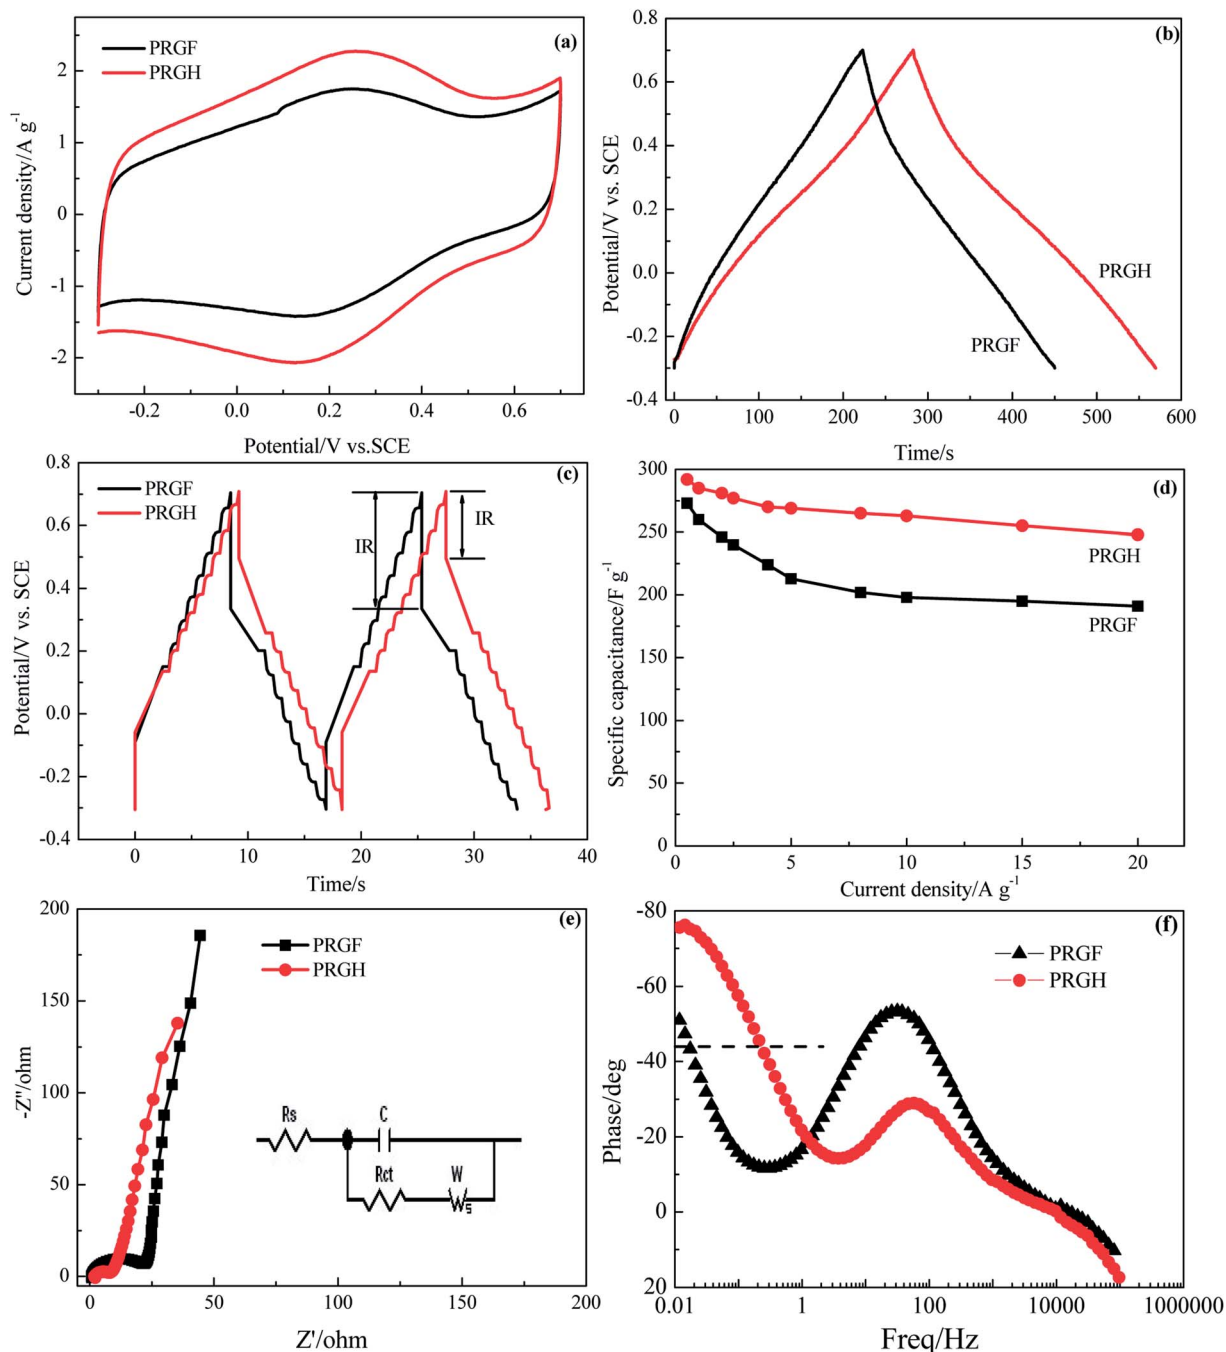 (a)
PRGF
PRGH
Current density/A g⁻¹
2
1
0
-1
-2
-0.2
0.0
0.2
0.4
0.6
Potential/V vs.SCE
(b)
Potential/V vs. SCE
0.8
0.4
0.0
-0.4
PRGH
PRGF
0
100
200
300
400
500
600
Time/s
(c)
PRGF
PRGH
IR
IR
Potential/V vs. SCE
0.8
0.6
0.4
0.2
0.0
-0.2
-0.4
0
10
20
30
40
Time/s
(d)
Specific capacitance/F g⁻¹
300
250
200
150
100
50
0
PRGH
PRGF
0
5
10
15
20
Current density/A g⁻¹
(e)
PRGF
PRGH
-Z''/ohm
200
150
100
50
0
Rs
C
Rct
W
s
0
50
100
150
200
Z'/ohm
(f)
PRGF
PRGH
Phase/deg
-80
-60
-40
-20
0
20
0.01
1
100
10000
1000000
Freq/Hz